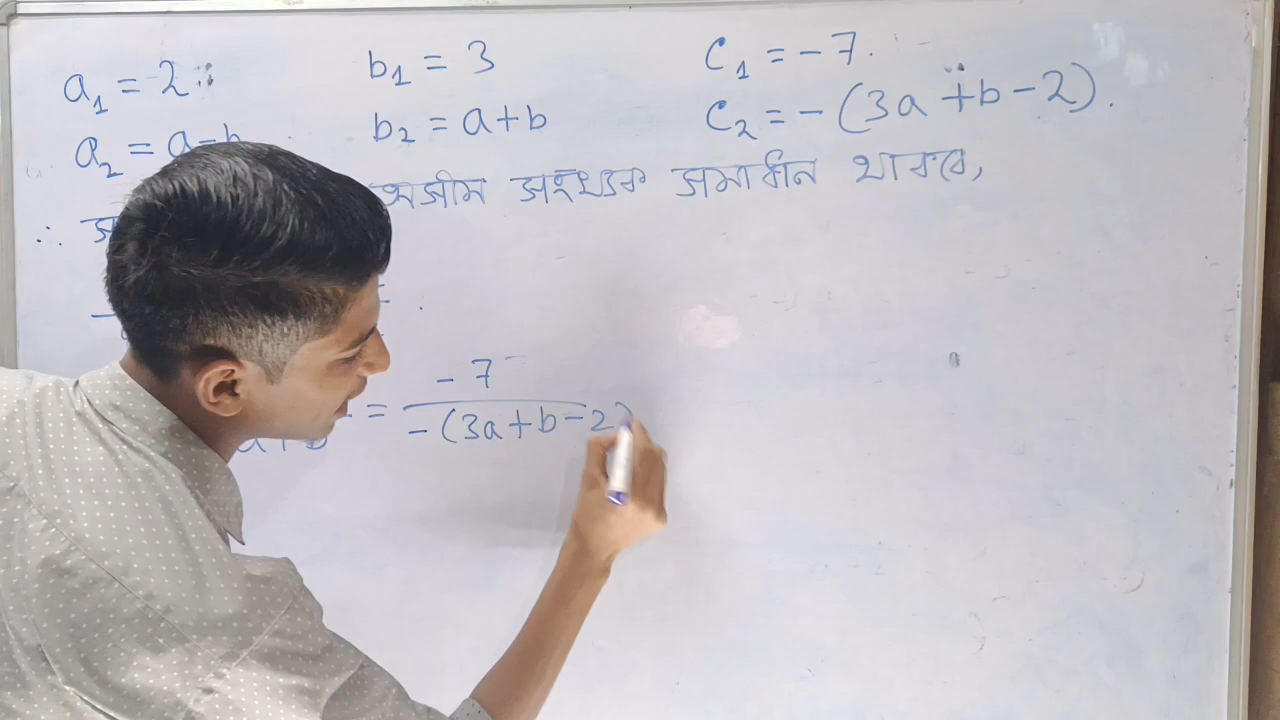 a₁ = 2 b₁ = 3 c₁ = -7.
a₂ = a-b b₂ = a+b c₂ = -(3a+b-2).
∴ অসীম সংখ্যক সমাধান থাকবে,
=
= -7 / -(3a+b-2)
a+b